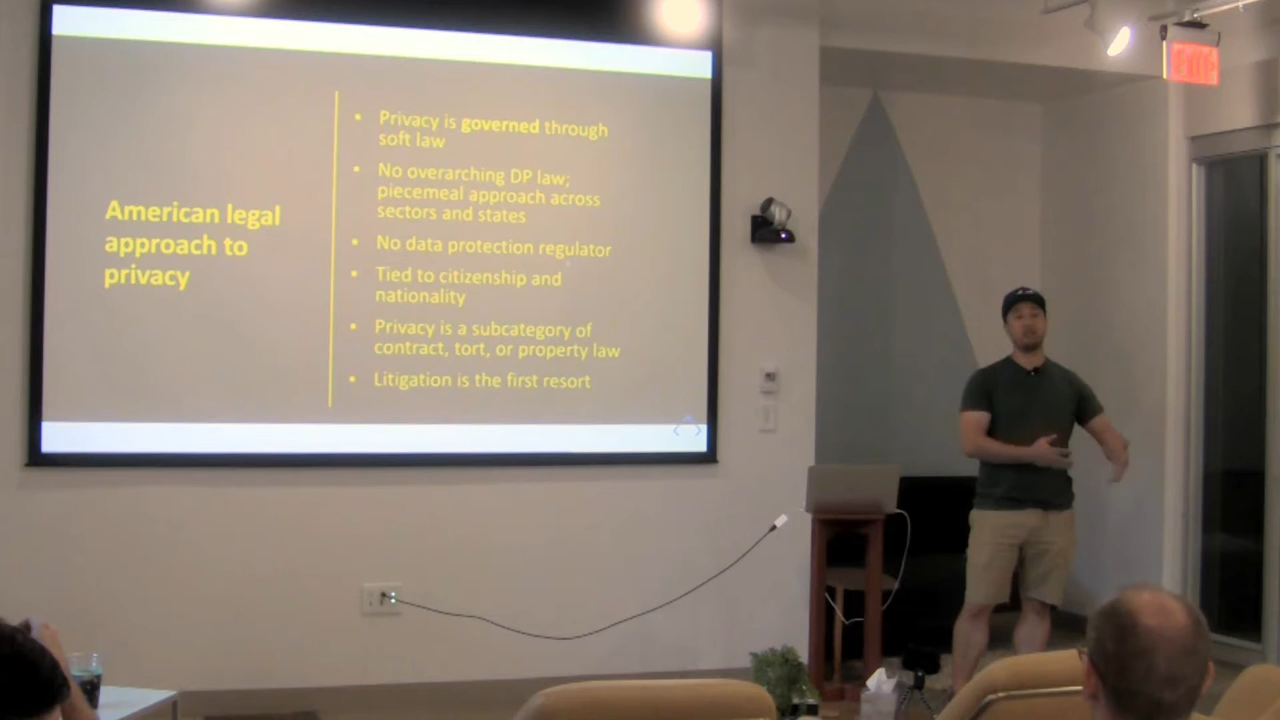 American legal
approach to
privacy
• Privacy is governed through
soft law
• No overarching DP law;
piecemeal approach across
sectors and states
• No data protection regulator
• Tied to citizenship and
nationality
• Privacy is a subcategory of
contract, tort, or property law
• Litigation is the first resort
EXIT